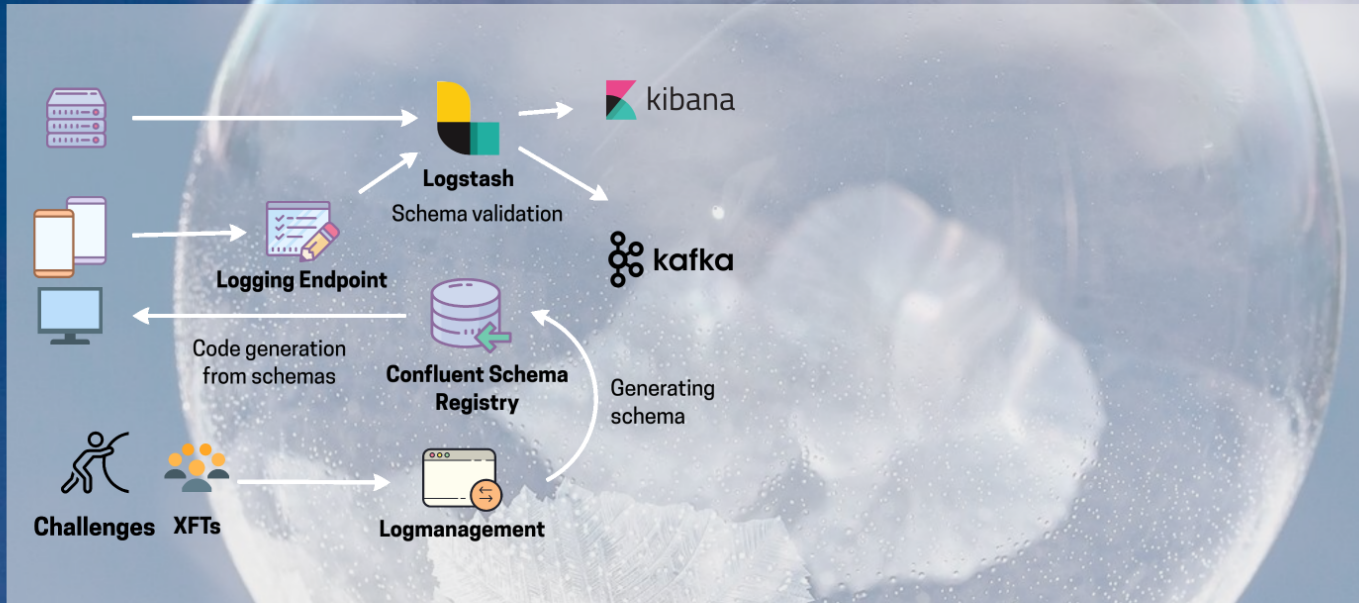 kibana
Logstash
Schema validation
kafka
Logging Endpoint
Code generation
from schemas
Confluent Schema
Registry
Generating
schema
Challenges
XFTs
Logmanagement